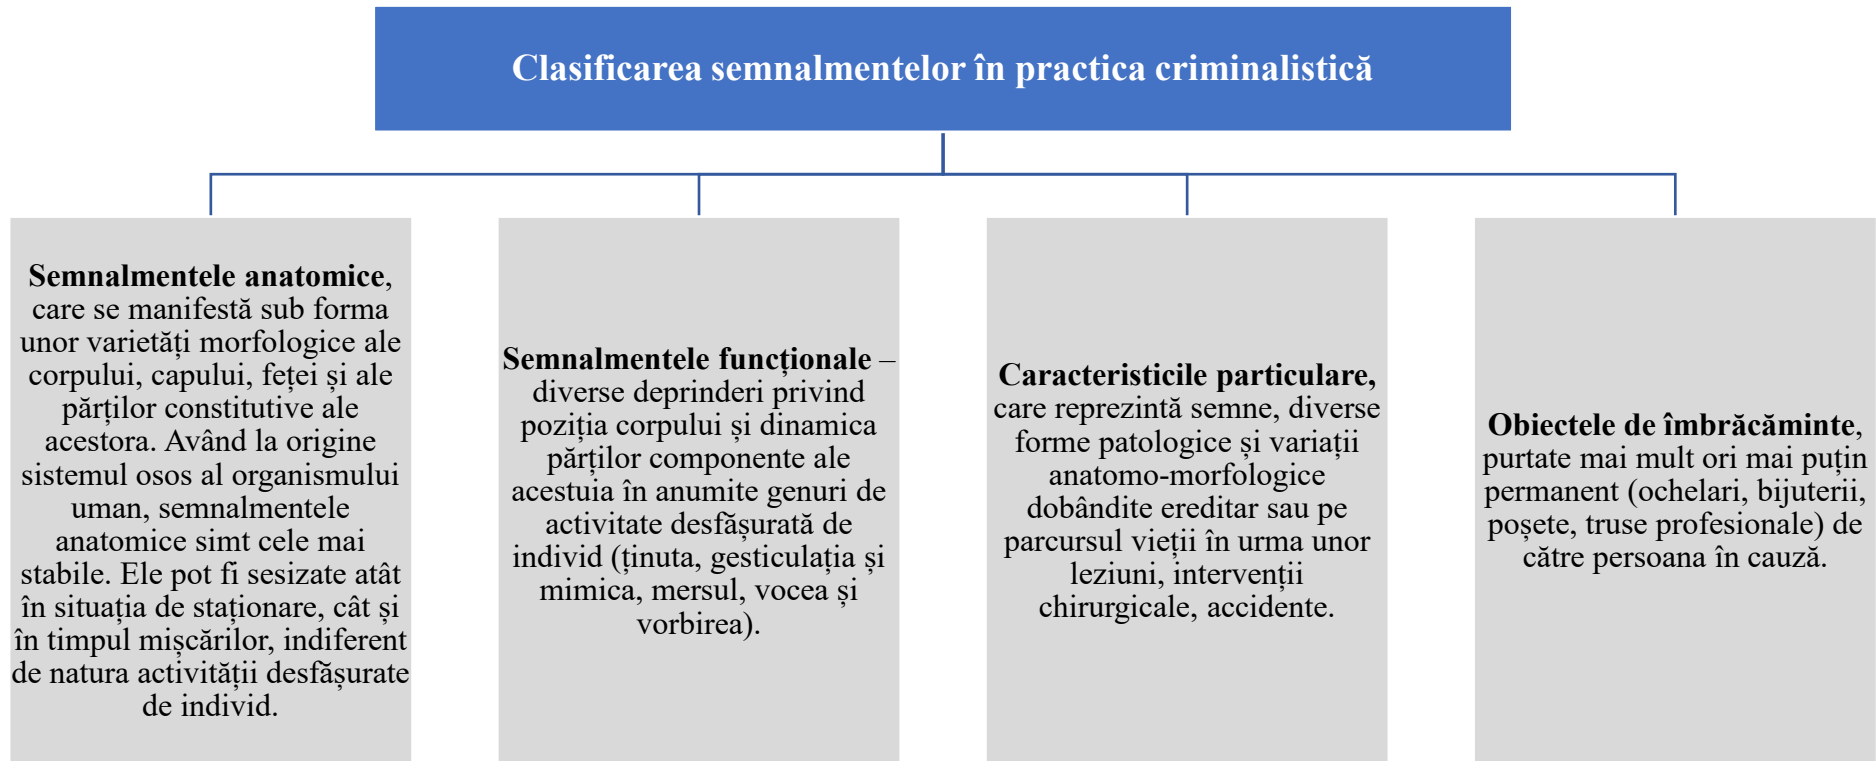 Clasificarea semnalmentelor în practica criminalistică
Semnalmentele anatomice,
care se manifestă sub forma
unor varietăți morfologice ale
corpului, capului, feței și ale
părților constitutive ale
acestora. Având la origine
sistemul osos al organismului
uman, semnalmentele
anatomice simt cele mai
stabile. Ele pot fi sesizate atât
în situația de staționare, cât și
în timpul mișcărilor, indiferent
de natura activității desfășurate
de individ.
Semnalmentele funcționale –
diverse deprinderi privind
poziția corpului și dinamica
părților componente ale
acestuia în anumite genuri de
activitate desfășurată de
individ (ținuta, gesticulația și
mimica, mersul, vocea și
vorbirea).
Caracteristicile particulare,
care reprezintă semne, diverse
forme patologice și variații
anatomo-morfologice
dobândite ereditar sau pe
parcursul vieții în urma unor
leziuni, intervenții
chirurgicale, accidente.
Obiectele de îmbrăcăminte,
purtate mai mult ori mai puțin
permanent (ochelari, bijuterii,
poșete, truse profesionale) de
către persoana în cauză.